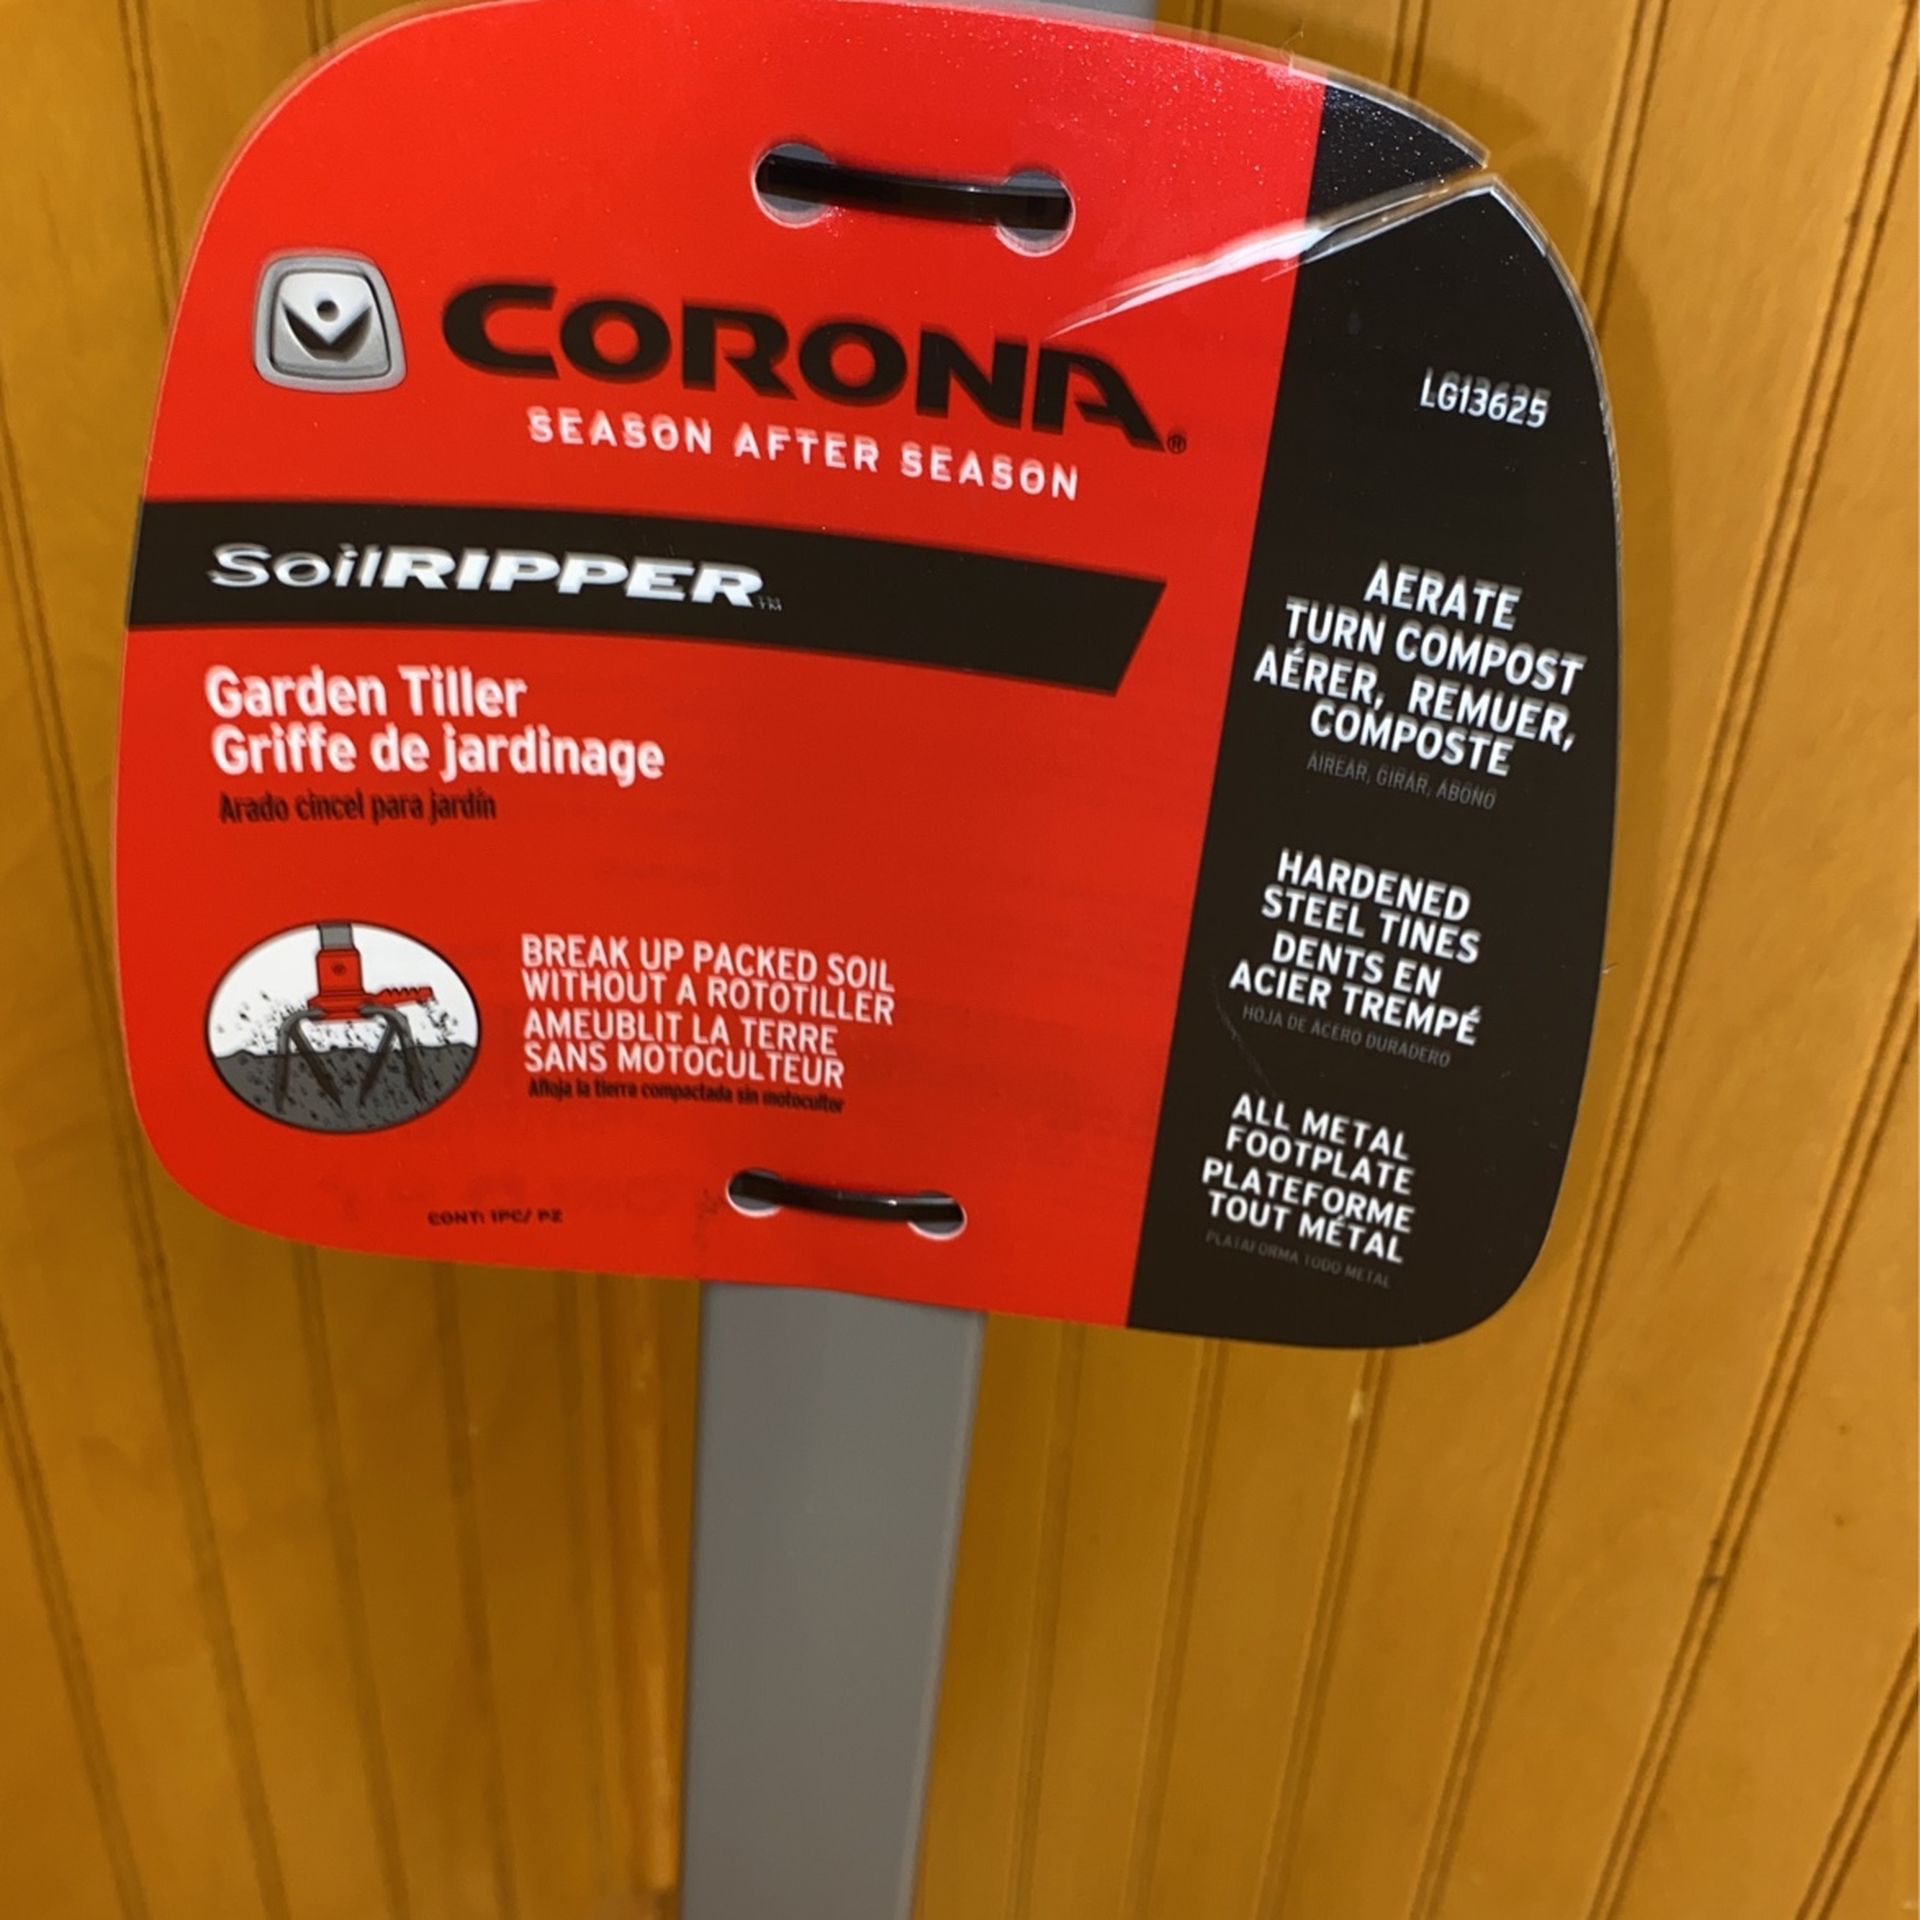 CORONA®
SEASON AFTER SEASON
SoilRIPPER™
Garden Tiller
Griffe de jardinage
Arado cincel para jardín
BREAK UP PACKED SOIL
WITHOUT A ROTOTILLER
AMEUBLIT LA TERRE
SANS MOTOCULTEUR
Afloja la tierra compactada sin motocultor
CONT: 1PC/ PZ
LG13625
AERATE
TURN COMPOST
AÉRER, REMUER,
COMPOSTE
AIREAR, GIRAR, ABONO
HARDENED
STEEL TINES
DENTS EN
ACIER TREMPÉ
HOJA DE ACERO DURADERO
ALL METAL
FOOTPLATE
PLATEFORME
TOUT MÉTAL
PLATAFORMA TODO METAL